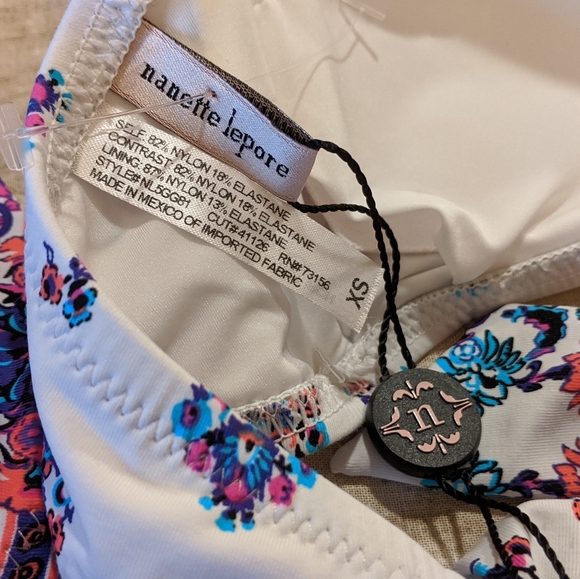 nanette lepore
SELF: 82% NYLON 18% ELASTANE
CONTRAST: 82% NYLON 18% ELASTANE
LINING: 87% NYLON 13% ELASTANE
STYLE#NL5GG61 CUT#41126 RN#73156
MADE IN MEXICO OF IMPORTED FABRIC
XS
n